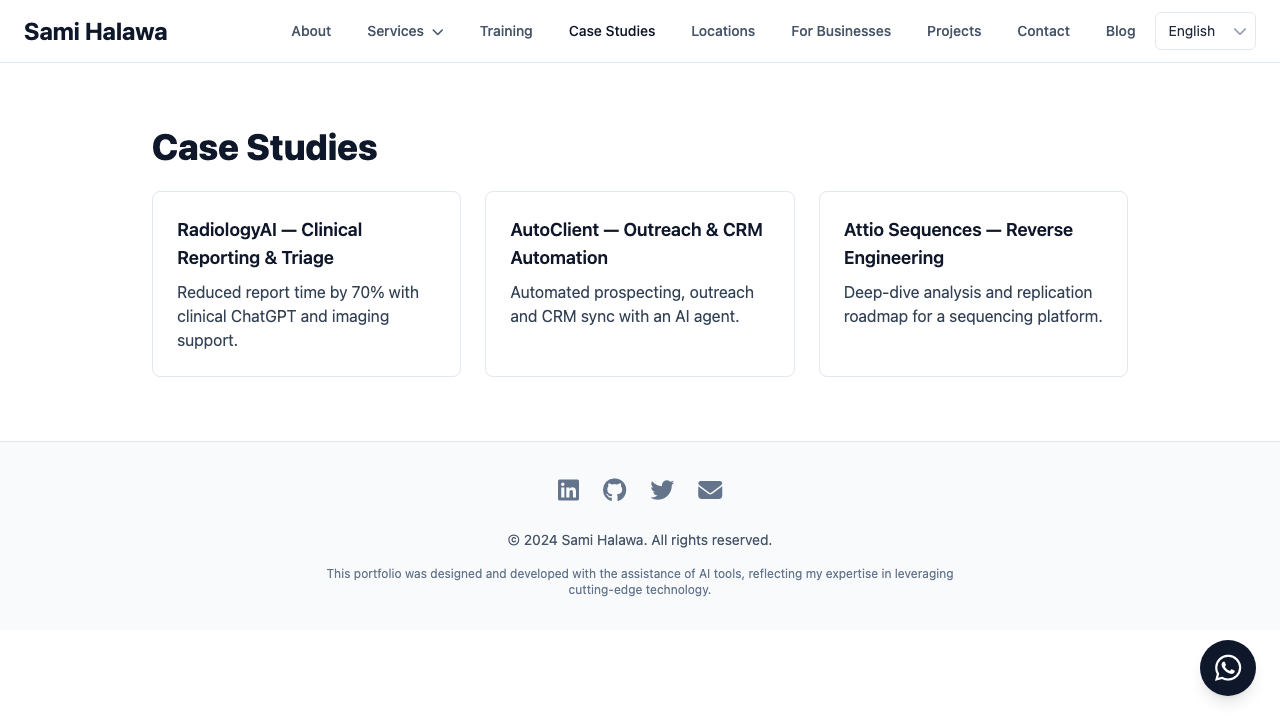 Sami Halawa
About
Services
Training
Case Studies
Locations
For Businesses
Projects
Contact
Blog
English
Case Studies
RadiologyAI — Clinical
Reporting & Triage
Reduced report time by 70% with
clinical ChatGPT and imaging
support.
AutoClient — Outreach & CRM
Automation
Automated prospecting, outreach
and CRM sync with an AI agent.
Attio Sequences — Reverse
Engineering
Deep-dive analysis and replication
roadmap for a sequencing platform.
© 2024 Sami Halawa. All rights reserved.
This portfolio was designed and developed with the assistance of AI tools, reflecting my expertise in leveraging
cutting-edge technology.